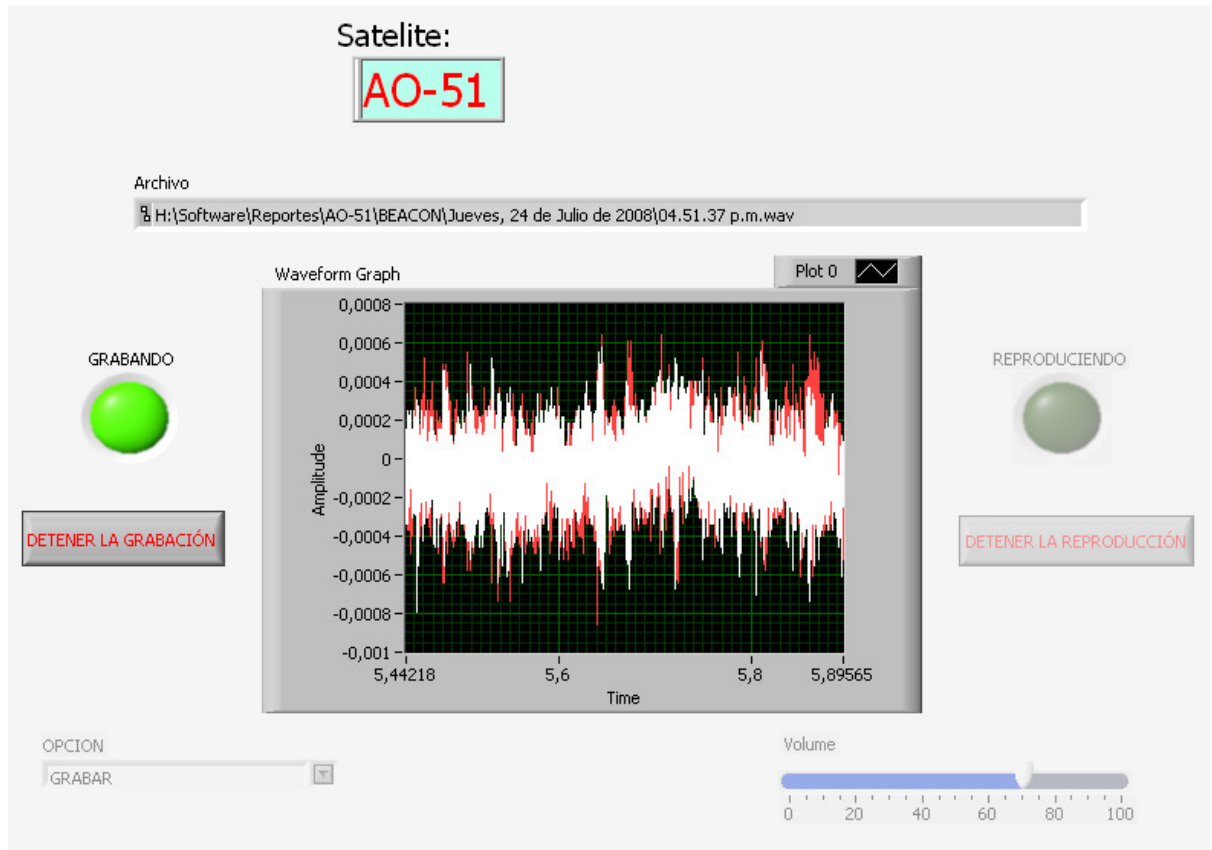 Satelite:
AO-51
Archivo
H:\Software\Reportes\AO-51\BEACON\Jueves, 24 de Julio de 2008\04.51.37 p.m.wav
Waveform Graph
Plot 0
0,0008
0,0006
0,0004
0,0002
0
-0,0002
-0,0004
-0,0006
-0,0008
-0,001
Amplitude
5,44218 5,6 5,8 5,89565
Time
GRABANDO
DETENER LA GRABACIÓN
REPRODUCIENDO
DETENER LA REPRODUCCIÓN
OPCION
GRABAR
Volume
0 20 40 60 80 100